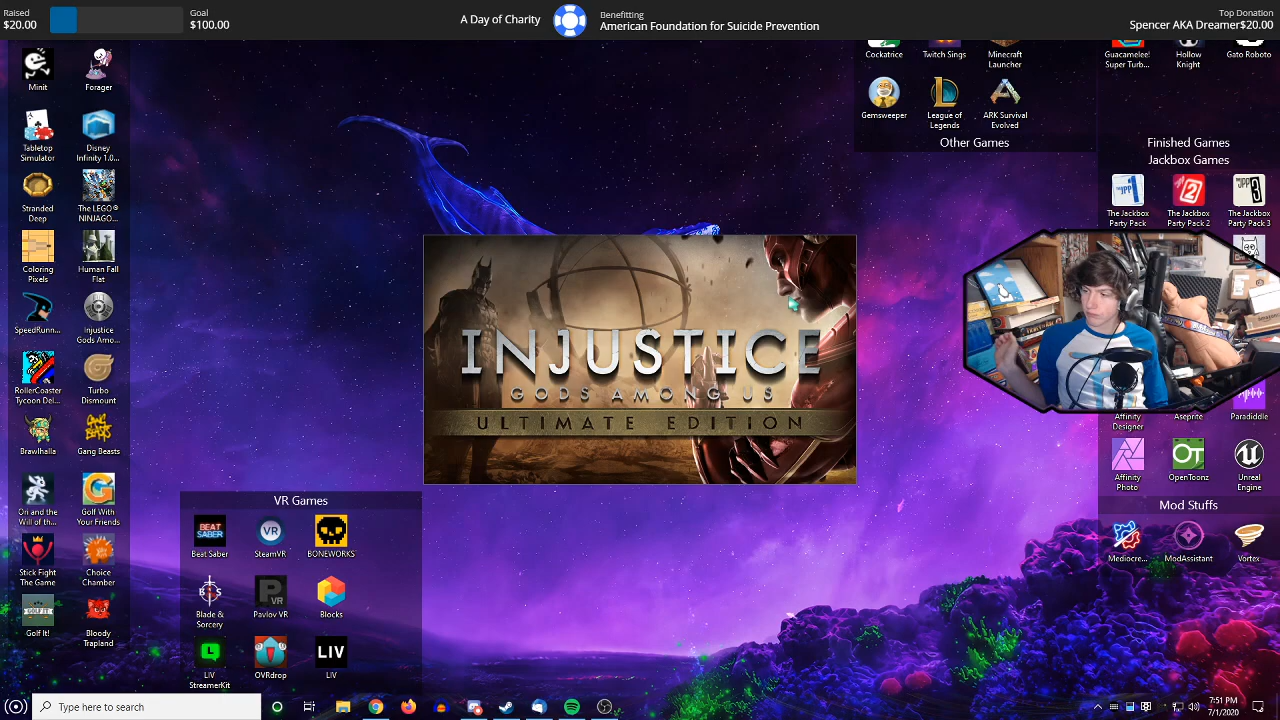 Raised
$20.00
Goal
$100.00
A Day of Charity
Benefitting
American Foundation for Suicide Prevention
Top Donation
Spencer AKA Dreamer$20.00
Minit
Forager
Tabletop
Simulator
Disney
Infinity 1.0...
Stranded
Deep
The LEGO®
NINJAGO...
Coloring
Pixels
Human Fall
Flat
SpeedRunn...
Injustice
Gods Amo...
RollerCoaster
Tycoon Del...
Turbo
Dismount
Brawlhalla
Gang Beasts
Ori and the
Will of th...
Golf With
Your Friends
Stick Fight
The Game
Choice
Chamber
GOLF IT!
Golf It!
Bloody
Trapland
VR Games
BEAT
SABER
Beat Saber
VR
SteamVR
BONEWORKS
Blade &
Sorcery
P
VR
Pavlov VR
Blocks
L
LIV
StreamerKit
OVRdrop
LIV
LIV
INJUSTICE
GODS AMONG US
ULTIMATE EDITION
Cockatrice
Twitch Sings
Minecraft
Launcher
Gemsweeper
League of
Legends
ARK Survival
Evolved
Other Games
Guacamelee!
Super Turb...
Hollow
Knight
Gato Roboto
Finished Games
Jackbox Games
The Jackbox
Party Pack
The Jackbox
Party Pack 2
The Jackbox
Party Pack 3
Affinity
Designer
Aseprite
Paradiddle
Affinity
Photo
OT
OpenToonz
Unreal
Engine
Mod Stuffs
Mediocre...
ModAssistant
Vortex
Type here to search
7:51 PM
7/1/2020